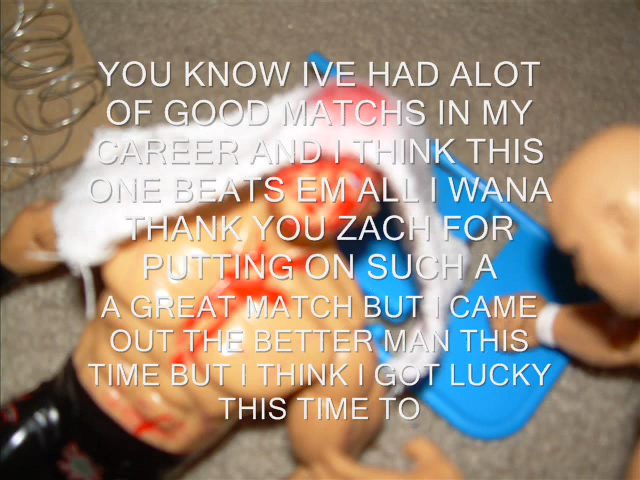 YOU KNOW IVE HAD ALOT
OF GOOD MATCHS IN MY
CAREER AND I THINK THIS
ONE BEATS EM ALL I WANA
THANK YOU ZACH FOR
PUTTING ON SUCH A
A GREAT MATCH BUT I CAME
OUT THE BETTER MAN THIS
TIME BUT I THINK I GOT LUCKY
THIS TIME TO